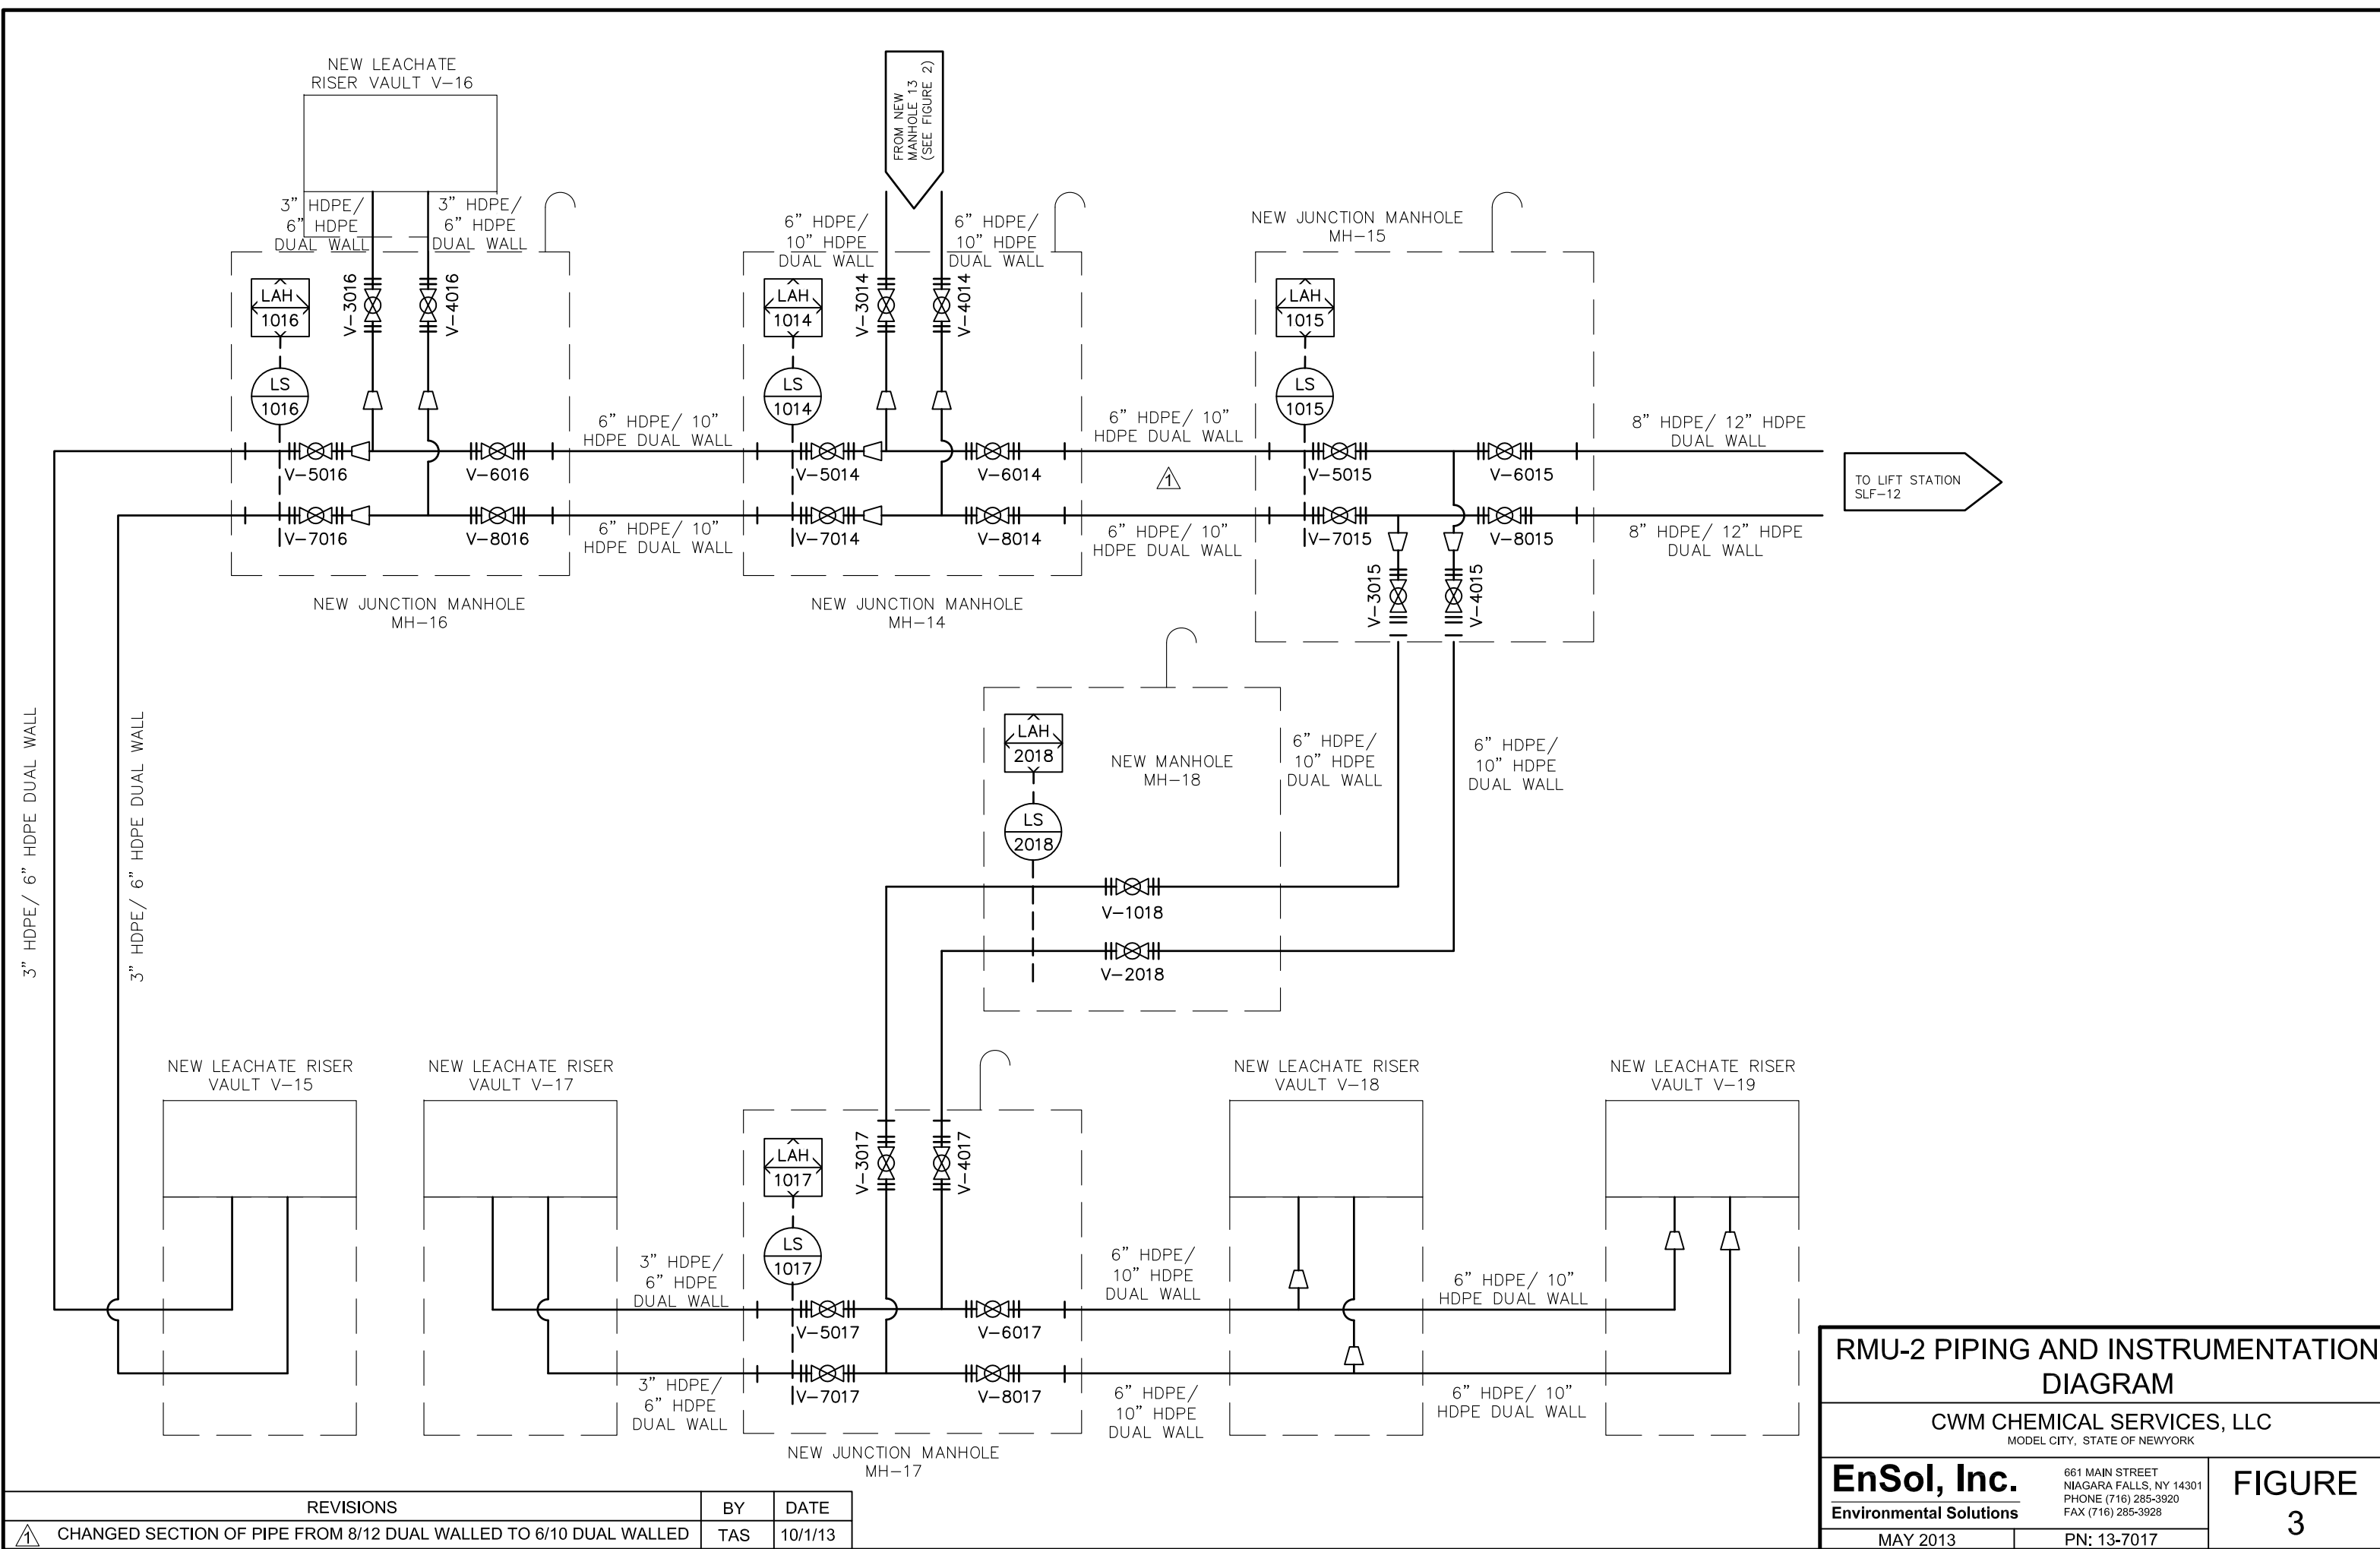 NEW LEACHATE
RISER VAULT V-16
FROM NEW
MANHOLE 13
(SEE FIGURE 2)
3" HDPE/
6" HDPE
DUAL WALL
3" HDPE/
6" HDPE
DUAL WALL
6" HDPE/
10" HDPE
DUAL WALL
6" HDPE/
10" HDPE
DUAL WALL
NEW JUNCTION MANHOLE
MH-15
LAH
1016
V-3016
V-4016
LAH
1014
V-3014
V-4014
LAH
1015
LS
1016
LS
1014
LS
1015
6" HDPE/ 10"
HDPE DUAL WALL
6" HDPE/ 10"
HDPE DUAL WALL
8" HDPE/ 12" HDPE
DUAL WALL
V-5016
V-6016
V-5014
V-6014
1
V-5015
V-6015
TO LIFT STATION
SLF-12
V-7016
V-8016
6" HDPE/ 10"
HDPE DUAL WALL
V-7014
V-8014
6" HDPE/ 10"
HDPE DUAL WALL
V-7015
V-8015
8" HDPE/ 12" HDPE
DUAL WALL
V-3015
V-4015
NEW JUNCTION MANHOLE
MH-16
NEW JUNCTION MANHOLE
MH-14
3" HDPE/ 6" HDPE DUAL WALL
3" HDPE/ 6" HDPE DUAL WALL
LAH
2018
NEW MANHOLE
MH-18
6" HDPE/
10" HDPE
DUAL WALL
6" HDPE/
10" HDPE
DUAL WALL
LS
2018
V-1018
V-2018
NEW LEACHATE RISER
VAULT V-15
NEW LEACHATE RISER
VAULT V-17
NEW LEACHATE RISER
VAULT V-18
NEW LEACHATE RISER
VAULT V-19
LAH
1017
V-3017
V-4017
LS
1017
3" HDPE/
6" HDPE
DUAL WALL
6" HDPE/
10" HDPE
DUAL WALL
6" HDPE/ 10"
HDPE DUAL WALL
V-5017
V-6017
V-7017
V-8017
3" HDPE/
6" HDPE
DUAL WALL
6" HDPE/
10" HDPE
DUAL WALL
6" HDPE/ 10"
HDPE DUAL WALL
NEW JUNCTION MANHOLE
MH-17
RMU-2 PIPING AND INSTRUMENTATION
DIAGRAM
CWM CHEMICAL SERVICES, LLC
MODEL CITY, STATE OF NEWYORK
EnSol, Inc.
Environmental Solutions
661 MAIN STREET
NIAGARA FALLS, NY 14301
PHONE (716) 285-3920
FAX (716) 285-3928
FIGURE
3
MAY 2013
PN: 13-7017
REVISIONS
BY
DATE
1
CHANGED SECTION OF PIPE FROM 8/12 DUAL WALLED TO 6/10 DUAL WALLED
TAS
10/1/13